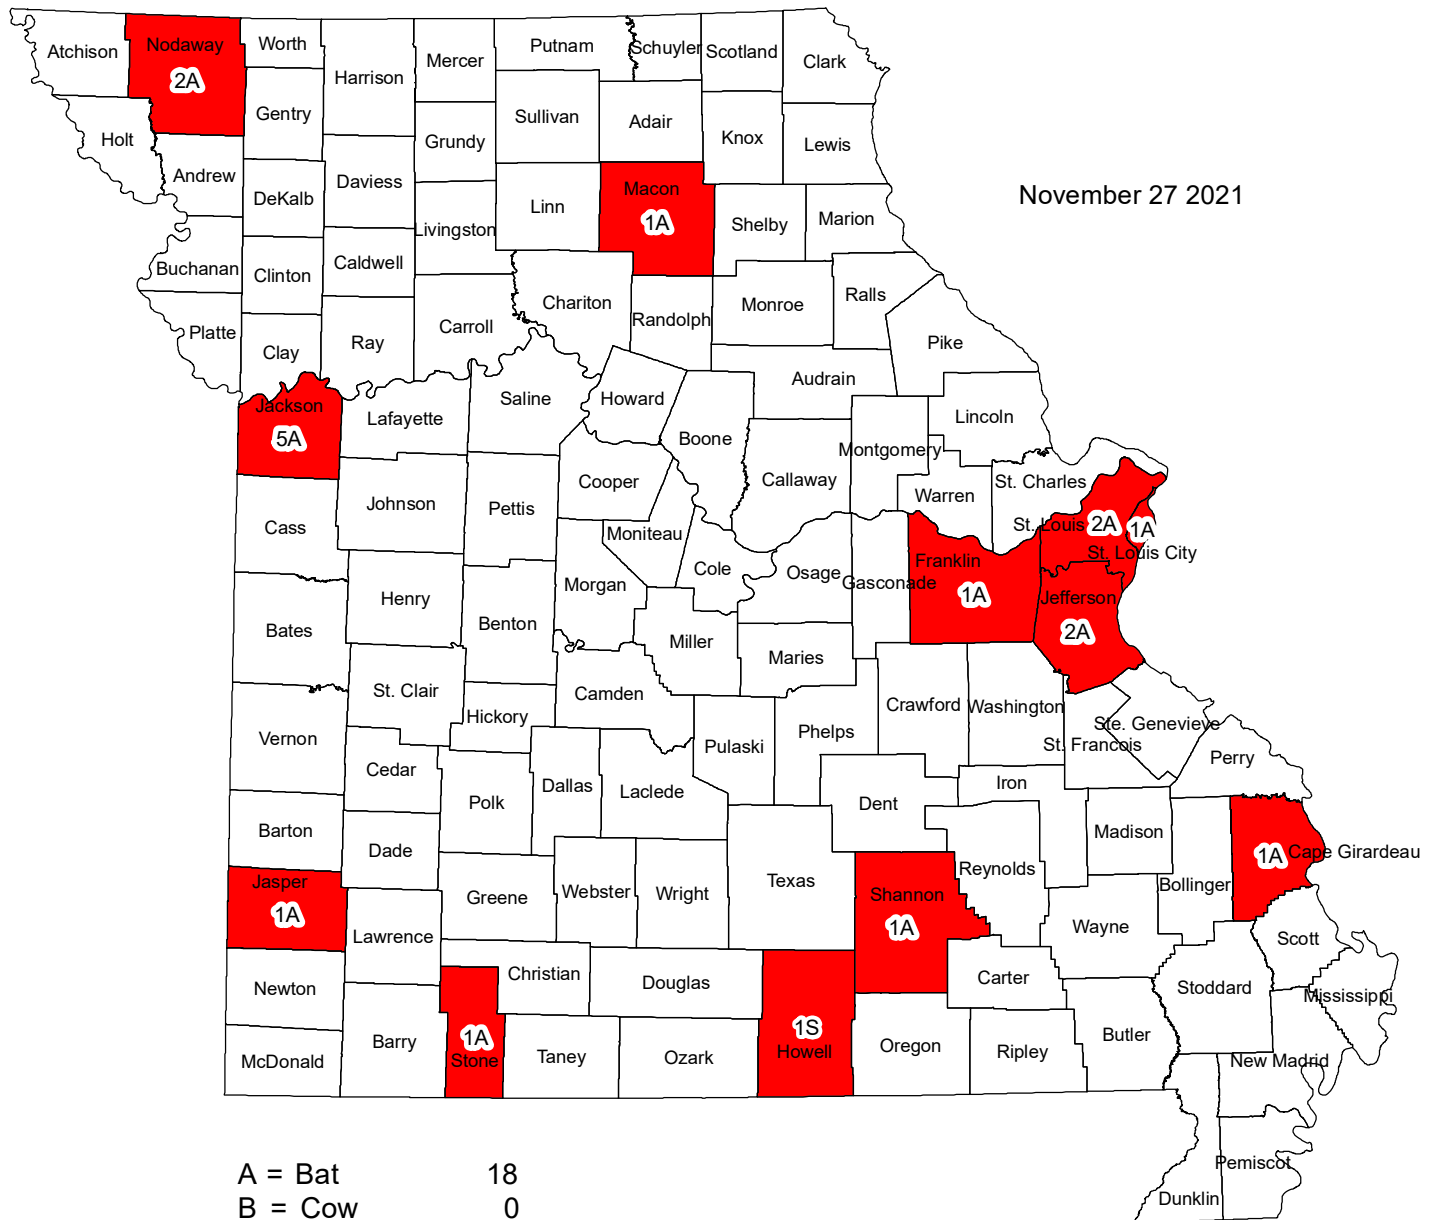 Atchison
Nodaway
2A
Worth
Harrison
Mercer
Putnam
Schuyler
Scotland
Clark
Gentry
Sullivan
Adair
Knox
Lewis
Holt
Grundy
Andrew
DeKalb
Daviess
Linn
Macon
1A
Shelby
Marion
November 27 2021
Livingston
Buchanan
Clinton
Caldwell
Chariton
Randolph
Monroe
Ralls
Platte
Clay
Ray
Carroll
Pike
Audrain
Jackson
5A
Lafayette
Saline
Howard
Boone
Lincoln
Montgomery
Callaway
Cooper
Warren
St. Charles
Johnson
Pettis
Cass
Moniteau
St. Louis
2A
1A
St. Louis City
Cole
Osage
Gasconade
Franklin
1A
Jefferson
2A
Morgan
Henry
Benton
Bates
Miller
Maries
St. Clair
Camden
Crawford
Washington
Hickory
Vernon
Pulaski
Phelps
Ste. Genevieve
St. Francois
Perry
Cedar
Dallas
Laclede
Polk
Iron
Dent
Barton
Madison
Dade
1A
Cape Girardeau
Jasper
1A
Greene
Webster
Wright
Texas
Shannon
1A
Reynolds
Bollinger
Lawrence
Wayne
Scott
Christian
Douglas
Carter
Newton
Stoddard
Mississippi
1A
Stone
1S
Howell
Barry
Taney
Ozark
Oregon
Ripley
Butler
McDonald
New Madrid
Pemiscot
Dunklin
A = Bat 18
B = Cow 0